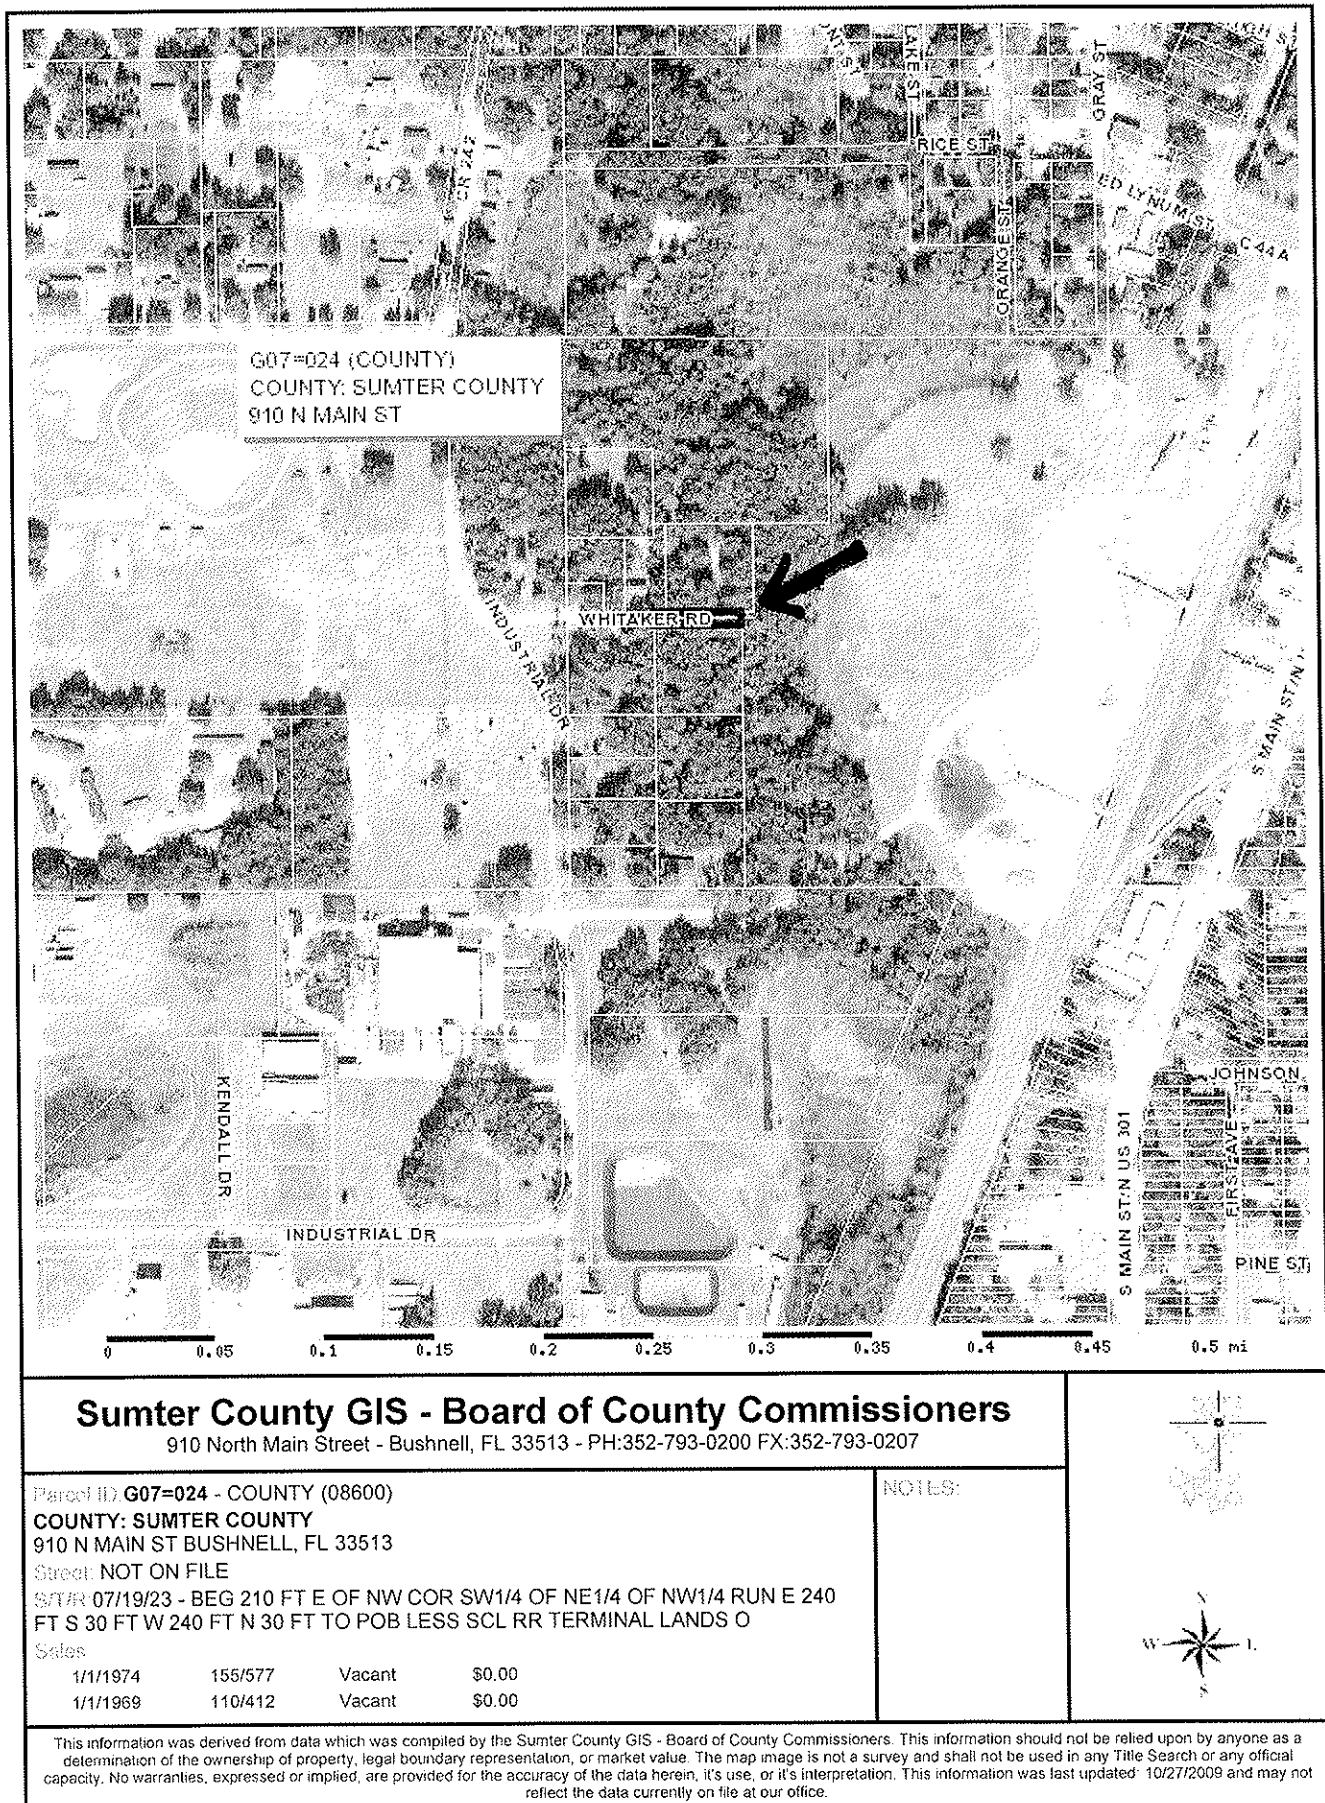 LAKE ST
GRAY ST
RICE ST
CR 242
ED LYNUM ST
C 44A
ORANGE ST
G07=024 (COUNTY)
COUNTY: SUMTER COUNTY
910 N MAIN ST
WHITAKER RD
INDUSTRIAL DR
S MAIN ST/N
KENDALL DR
JOHNSON
S MAIN ST/N US 301
FIRST AVE
INDUSTRIAL DR
PINE ST
0 0.05 0.1 0.15 0.2 0.25 0.3 0.35 0.4 0.45 0.5 mi
Sumter County GIS - Board of County Commissioners
910 North Main Street - Bushnell, FL 33513 - PH:352-793-0200 FX:352-793-0207
Parcel ID: G07=024 - COUNTY (08600)
COUNTY: SUMTER COUNTY
910 N MAIN ST BUSHNELL, FL 33513
Street: NOT ON FILE
S/T/R: 07/19/23 - BEG 210 FT E OF NW COR SW1/4 OF NE1/4 OF NW1/4 RUN E 240
FT S 30 FT W 240 FT N 30 FT TO POB LESS SCL RR TERMINAL LANDS O
Sales
1/1/1974 155/577 Vacant $0.00
1/1/1969 110/412 Vacant $0.00
NOTES:
N
W
S
This information was derived from data which was compiled by the Sumter County GIS - Board of County Commissioners. This information should not be relied upon by anyone as a
determination of the ownership of property, legal boundary representation, or market value. The map image is not a survey and shall not be used in any Title Search or any official
capacity. No warranties, expressed or implied, are provided for the accuracy of the data herein, it's use, or it's interpretation. This information was last updated: 10/27/2009 and may not
reflect the data currently on file at our office.